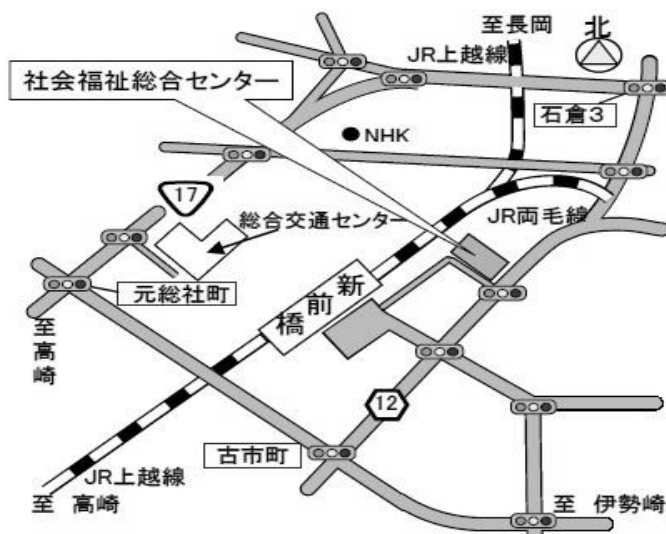 至長岡
北
JR上越線
社会福祉総合センター
石倉3
NHK
17
JR両毛線
総合交通センター
元総社町
新前橋
至高崎
12
古市町
JR上越線
至 高崎
至 伊勢崎